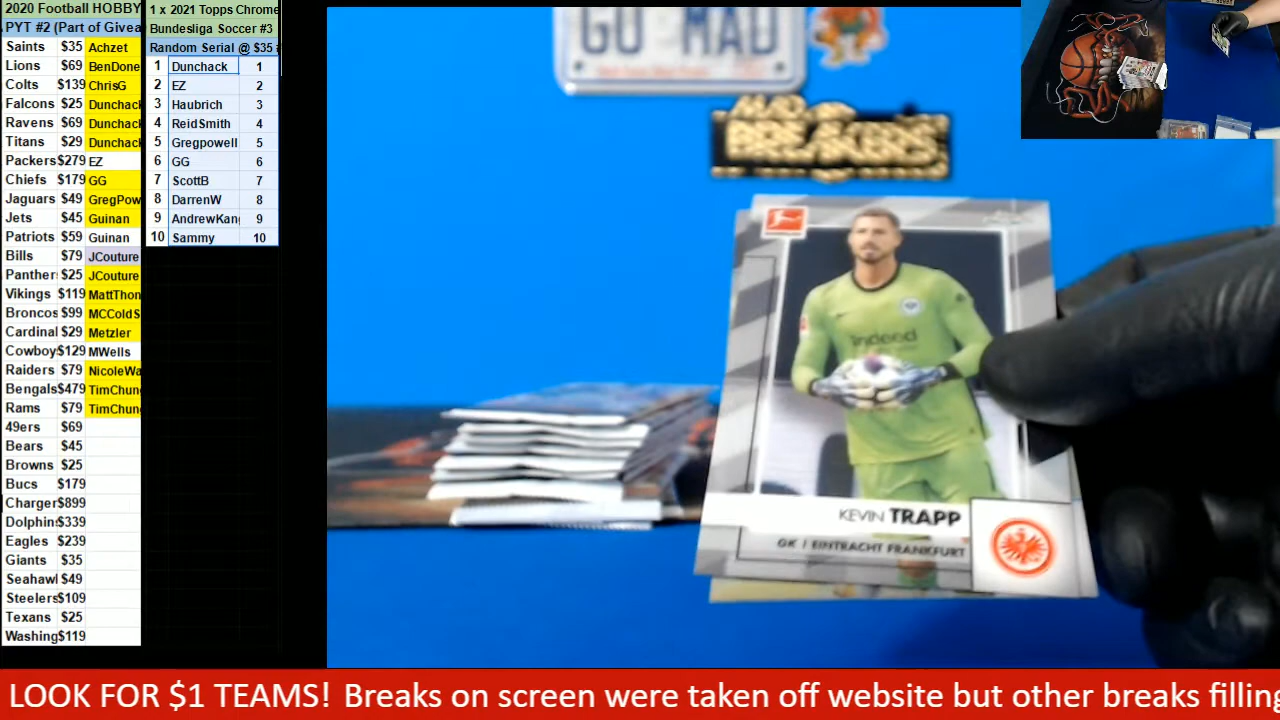 2020 Football HOBBY
PYT #2 (Part of Givea
Saints $35 Achzet
Lions $69 BenDone
Colts $139 ChrisG
Falcons $25 Dunchack
Ravens $69 Dunchack
Titans $29 Dunchack
Packers $279 EZ
Chiefs $179 GG
Jaguars $49 GregPow
Jets $45 Guinan
Patriots $59 Guinan
Bills $79 JCouture
Panther $25 JCouture
Vikings $119 MattThon
Broncos $99 MCColdS
Cardinal $29 Metzler
Cowboy $129 MWells
Raiders $79 NicoleWa
Bengals $479 TimChung
Rams $79 TimChung
49ers $69
Bears $45
Browns $25
Bucs $179
Charger $899
Dolphins $339
Eagles $239
Giants $35
Seahawl $49
Steelers $109
Texans $25
Washing $119
1 x 2021 Topps Chrome
Bundesliga Soccer #3
Random Serial @ $35
1 Dunchack 1
2 EZ 2
3 Haubrich 3
4 ReidSmith 4
5 Gregpowell 5
6 GG 6
7 ScottB 7
8 DarrenW 8
9 AndrewKang 9
10 Sammy 10
GO MAD
MAD
BREAKERS
indeed
KEVIN TRAPP
GK / EINTRACHT FRANKFURT
LOOK FOR $1 TEAMS! Breaks on screen were taken off website but other breaks filling